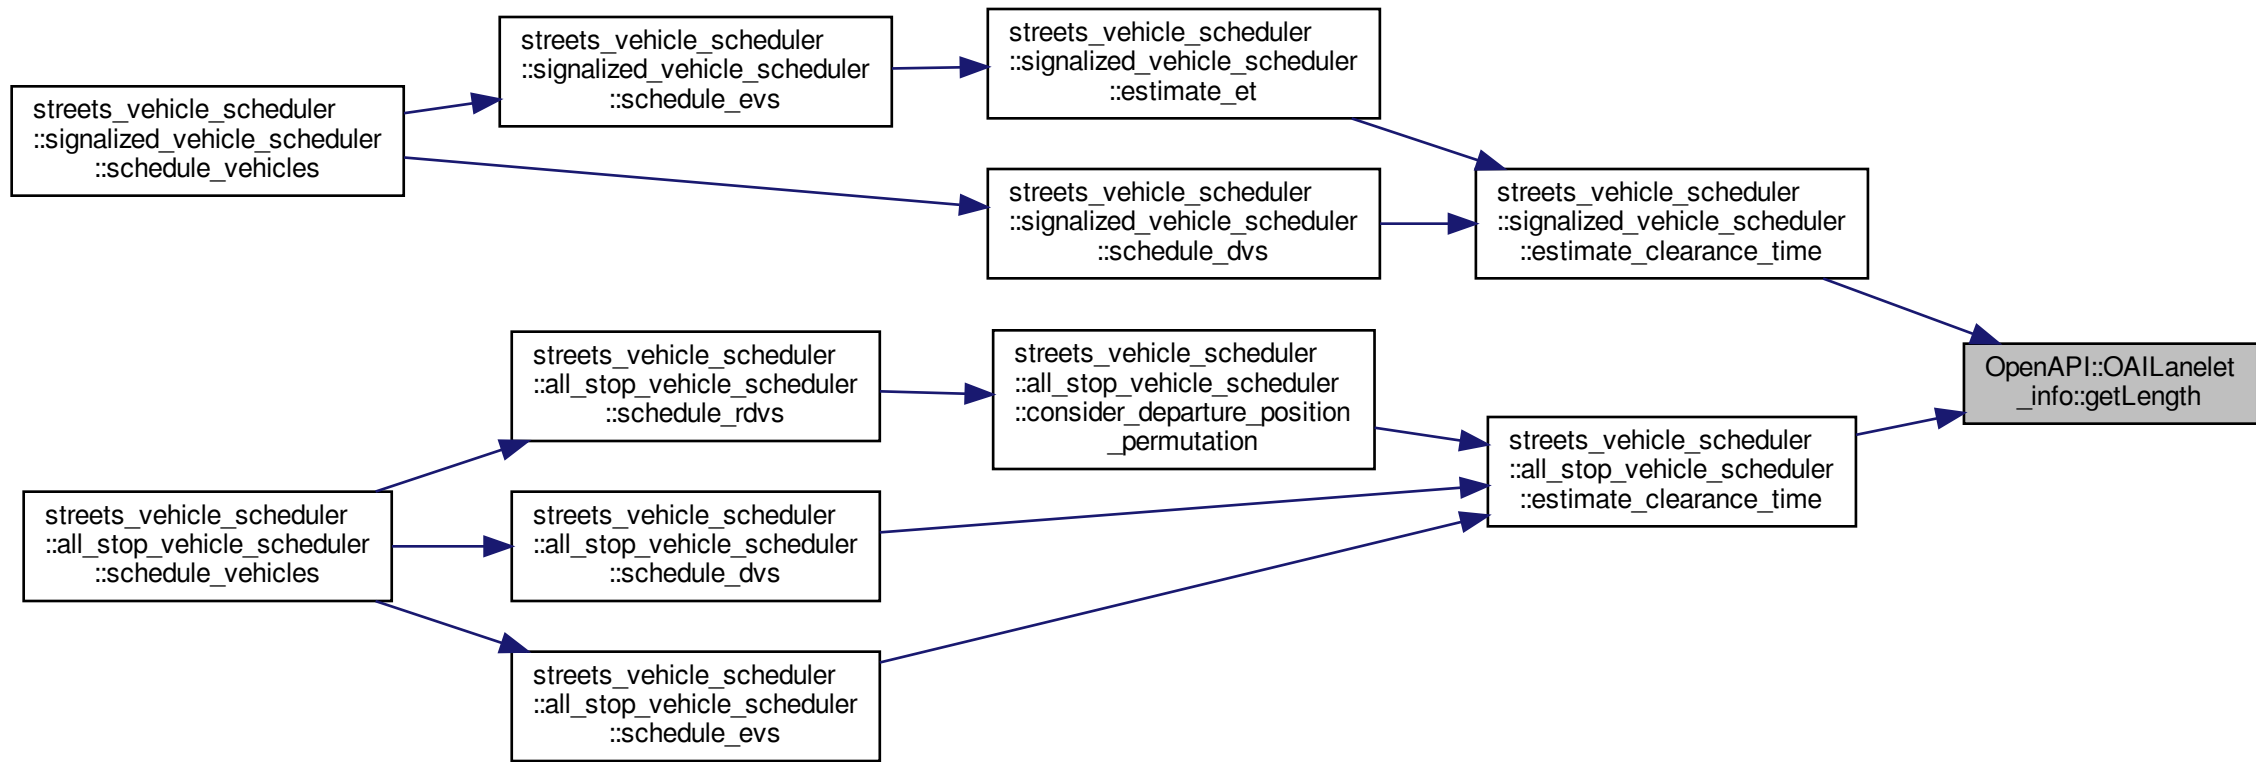 streets_vehicle_scheduler
::signalized_vehicle_scheduler
::schedule_vehicles
streets_vehicle_scheduler
::signalized_vehicle_scheduler
::schedule_evs
streets_vehicle_scheduler
::signalized_vehicle_scheduler
::estimate_et
streets_vehicle_scheduler
::signalized_vehicle_scheduler
::schedule_dvs
streets_vehicle_scheduler
::signalized_vehicle_scheduler
::estimate_clearance_time
OpenAPI::OAILanelet
_info::getLength
streets_vehicle_scheduler
::all_stop_vehicle_scheduler
::schedule_rdvs
streets_vehicle_scheduler
::all_stop_vehicle_scheduler
::consider_departure_position
_permutation
streets_vehicle_scheduler
::all_stop_vehicle_scheduler
::estimate_clearance_time
streets_vehicle_scheduler
::all_stop_vehicle_scheduler
::schedule_vehicles
streets_vehicle_scheduler
::all_stop_vehicle_scheduler
::schedule_dvs
streets_vehicle_scheduler
::all_stop_vehicle_scheduler
::schedule_evs